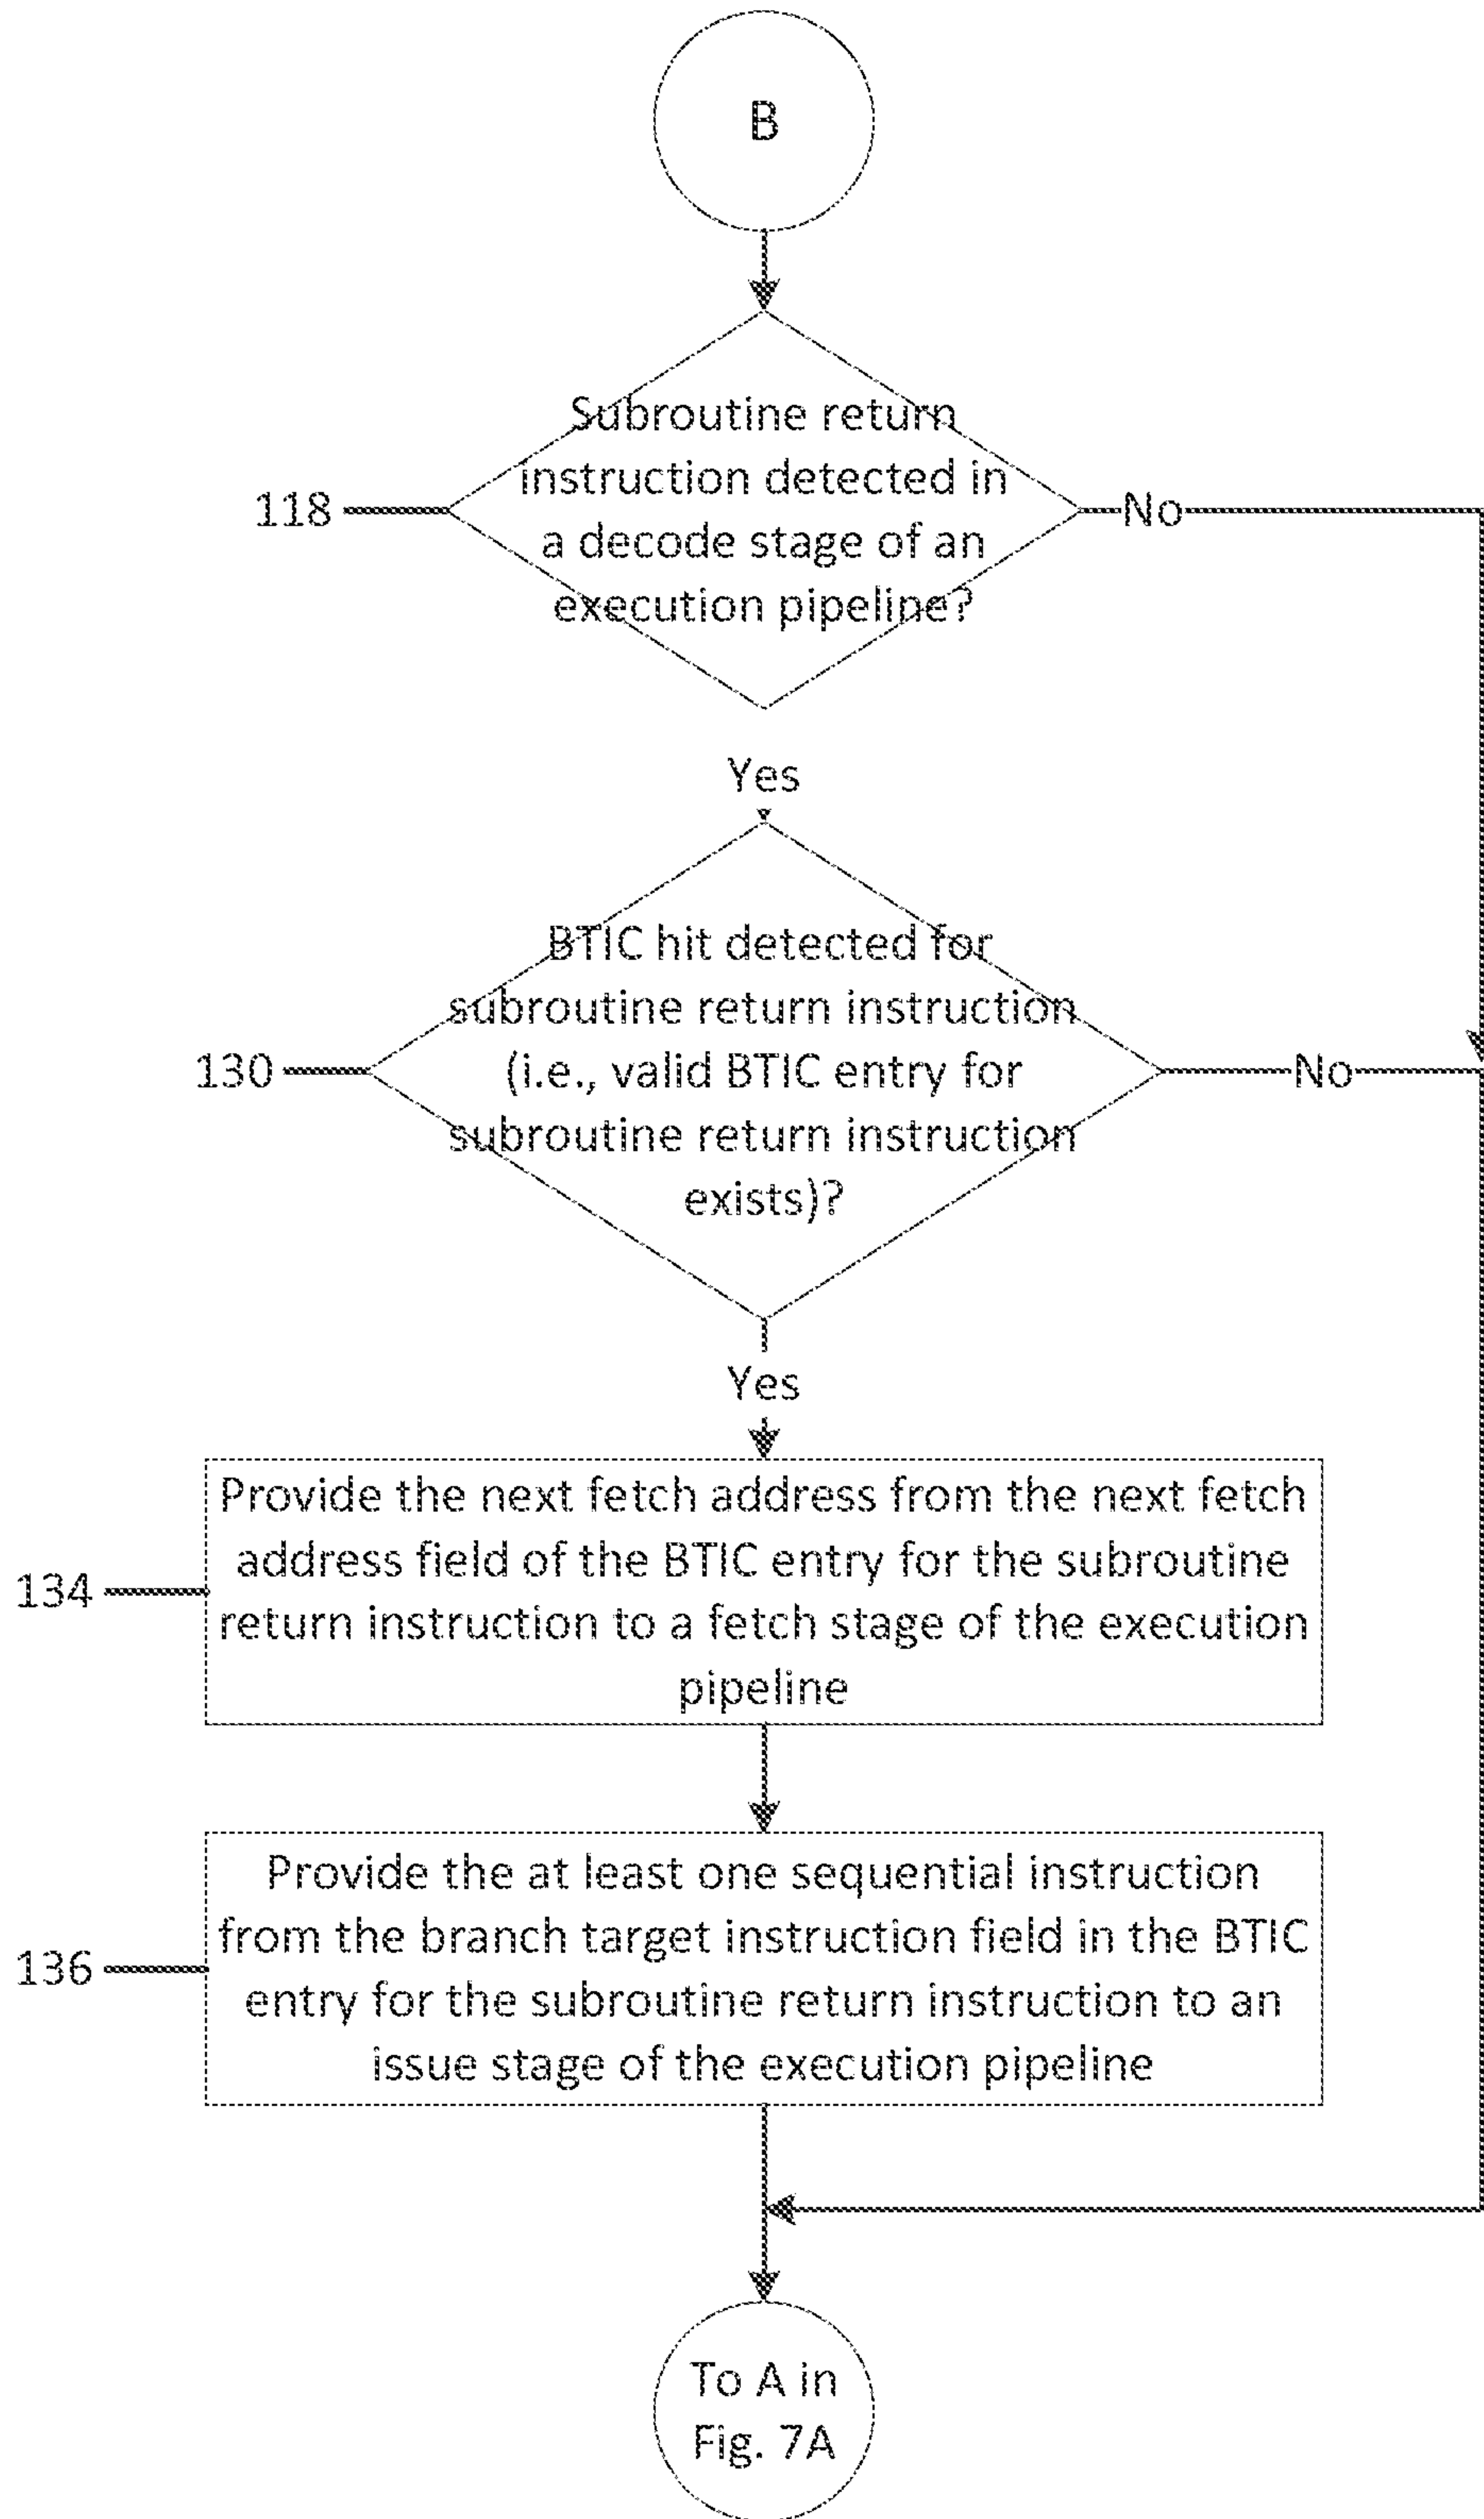 B
Subroutine return
instruction detected in
118
No
a decode stage of an
execution pipeline?
Yes
BTIC hit detected for
subroutine return instruction
130
(i.e., valid BTIC entry for
No
subroutine return instruction
exists)?
Yes
Provide the next fetch address from the next fetch
address field of the BTIC entry for the subroutine
134
return instruction to a fetch stage of the execution
pipeline
Provide the at least one sequential instruction
from the branch target instruction field in the BTIC
136
entry for the subroutine return instruction to an
issue stage of the execution pipeline
To A in
Fig. 7A